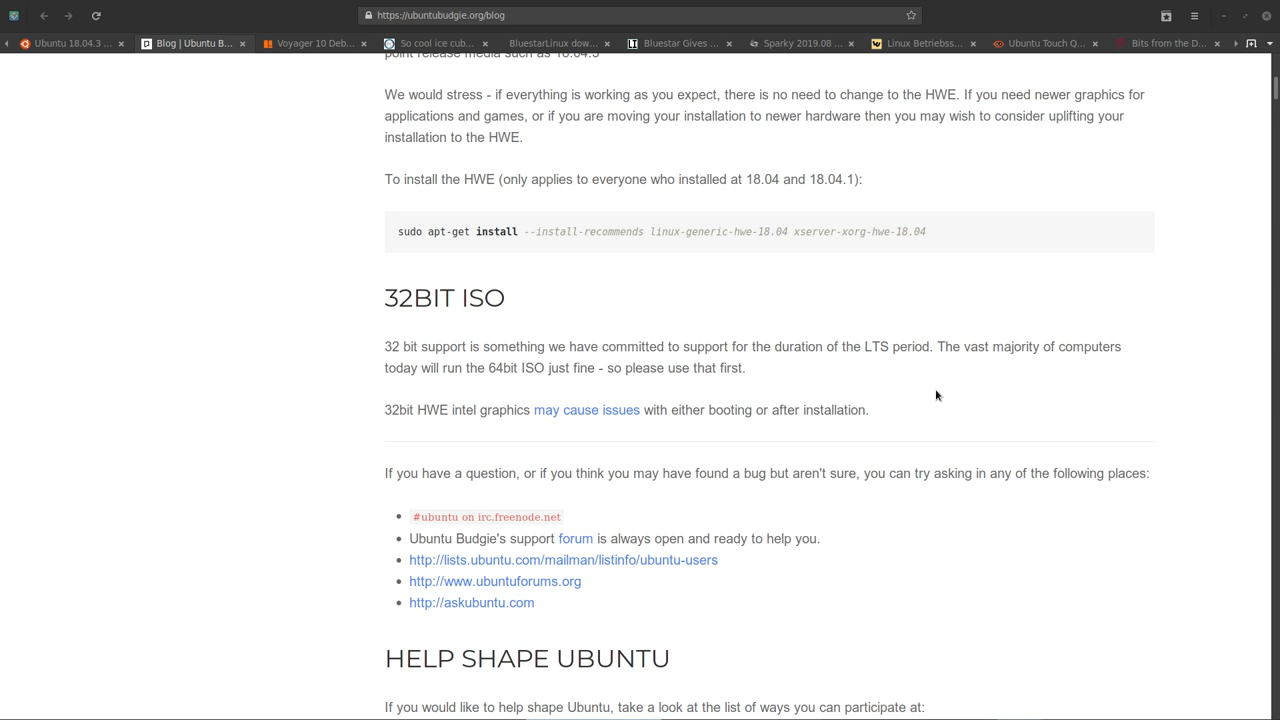 https://ubuntubudgie.org/blog
Ubuntu 18.04.3 ...
Blog | Ubuntu B...
Voyager 10 Deb...
So cool ice cub...
BluestarLinux dow...
Bluestar Gives ...
Sparky 2019.08 ...
Linux Betriebss...
Ubuntu Touch Q...
Bits from the D...
point release media such as 18.04.3
We would stress - if everything is working as you expect, there is no need to change to the HWE. If you need newer graphics for
applications and games, or if you are moving your installation to newer hardware then you may wish to consider uplifting your
installation to the HWE.
To install the HWE (only applies to everyone who installed at 18.04 and 18.04.1):
sudo apt-get install --install-recommends linux-generic-hwe-18.04 xserver-xorg-hwe-18.04
32BIT ISO
32 bit support is something we have committed to support for the duration of the LTS period. The vast majority of computers
today will run the 64bit ISO just fine - so please use that first.
32bit HWE intel graphics may cause issues with either booting or after installation.
If you have a question, or if you think you may have found a bug but aren't sure, you can try asking in any of the following places:
#ubuntu on irc.freenode.net
Ubuntu Budgie's support forum is always open and ready to help you.
http://lists.ubuntu.com/mailman/listinfo/ubuntu-users
http://www.ubuntuforums.org
http://askubuntu.com
HELP SHAPE UBUNTU
If you would like to help shape Ubuntu, take a look at the list of ways you can participate at: